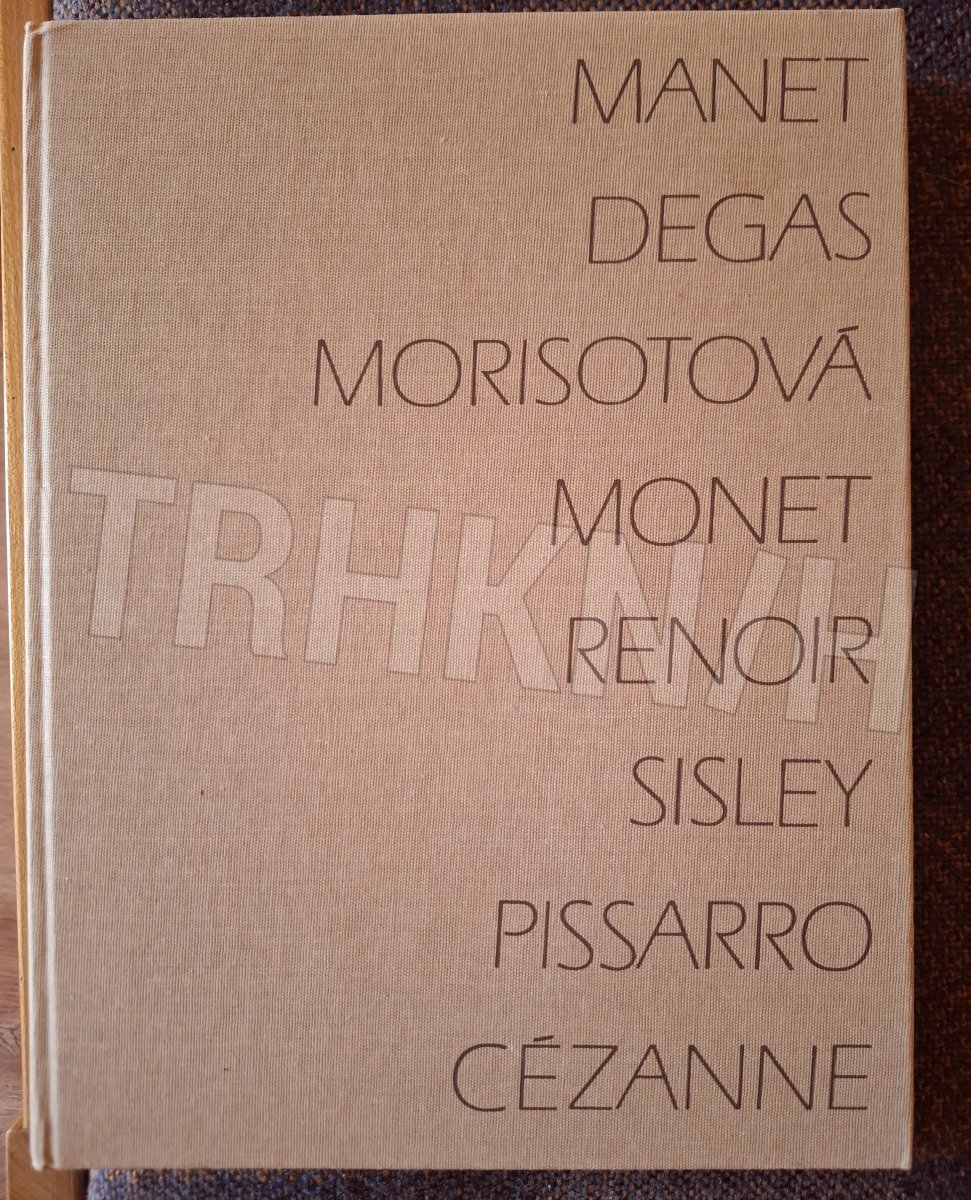 MANET
DEGAS
MORISOTOVÁ
MONET
RENOIR
SISLEY
PISSARRO
CÉZANNE
TRHKNIH